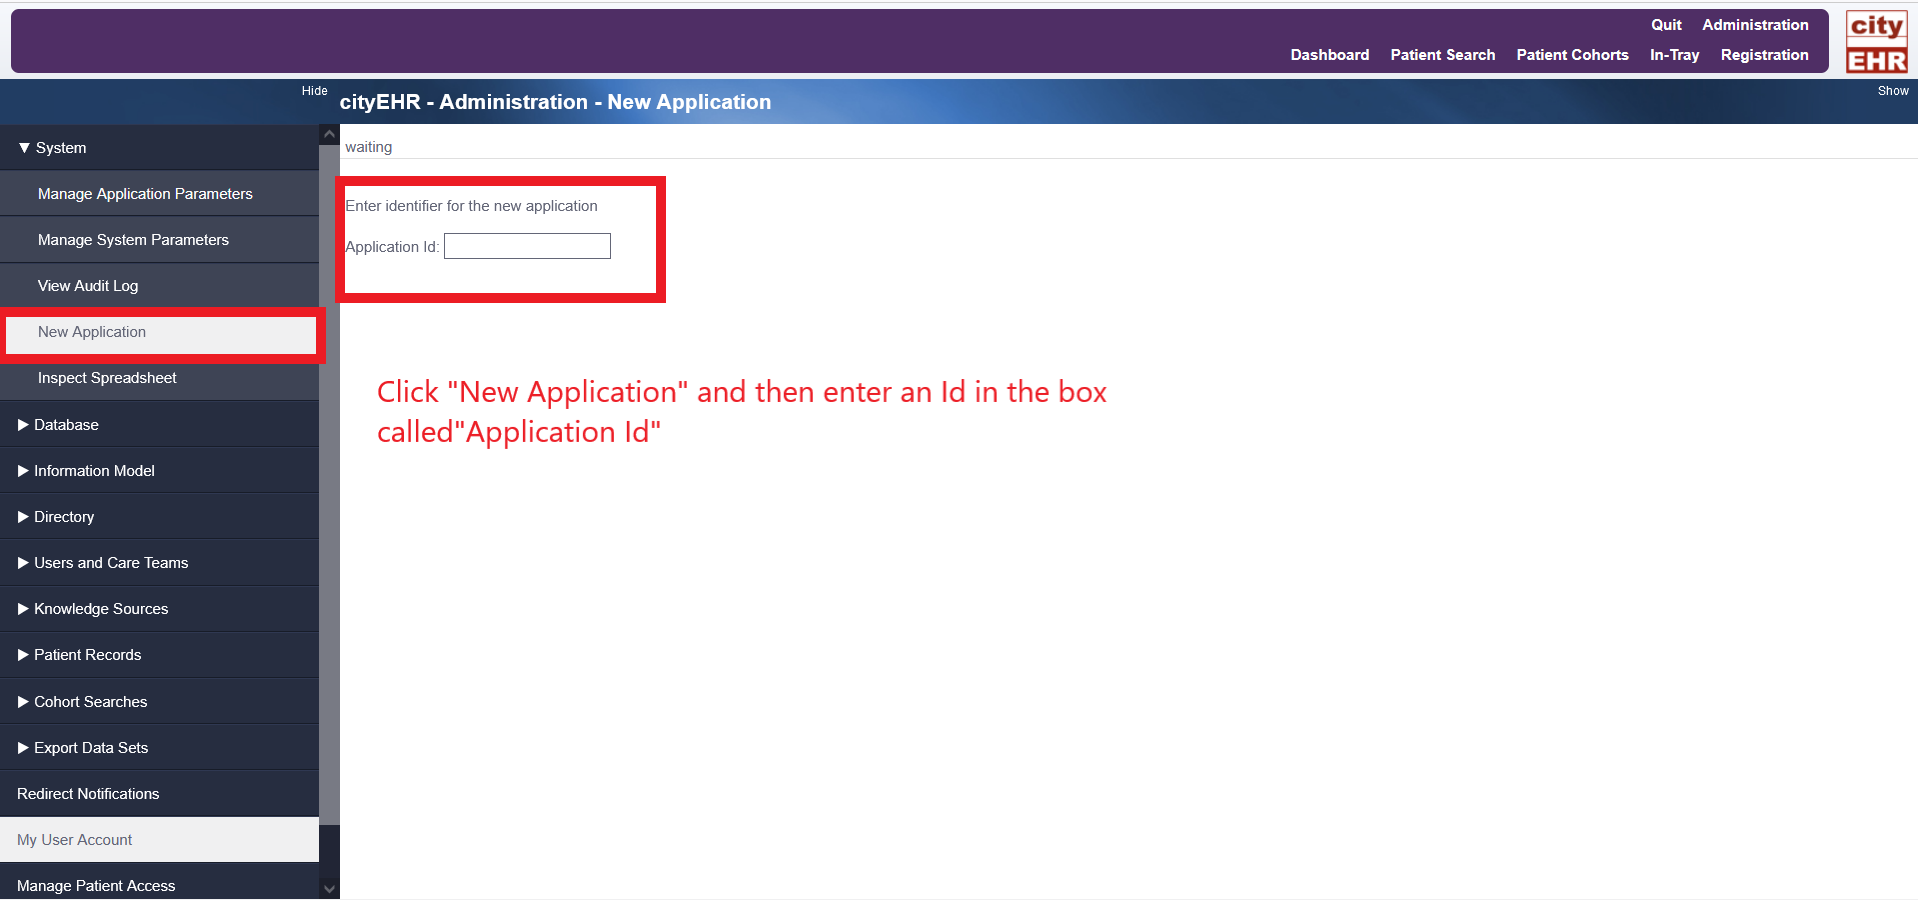 Quit Administration
Dashboard Patient Search Patient Cohorts In-Tray Registration
city
EHR
Hide
cityEHR - Administration - New Application
Show
▼ System
Manage Application Parameters
Manage System Parameters
View Audit Log
New Application
Inspect Spreadsheet
▶ Database
▶ Information Model
▶ Directory
▶ Users and Care Teams
▶ Knowledge Sources
▶ Patient Records
▶ Cohort Searches
▶ Export Data Sets
Redirect Notifications
My User Account
Manage Patient Access
waiting
Enter identifier for the new application
Application Id:
Click "New Application" and then enter an Id in the box
called"Application Id"